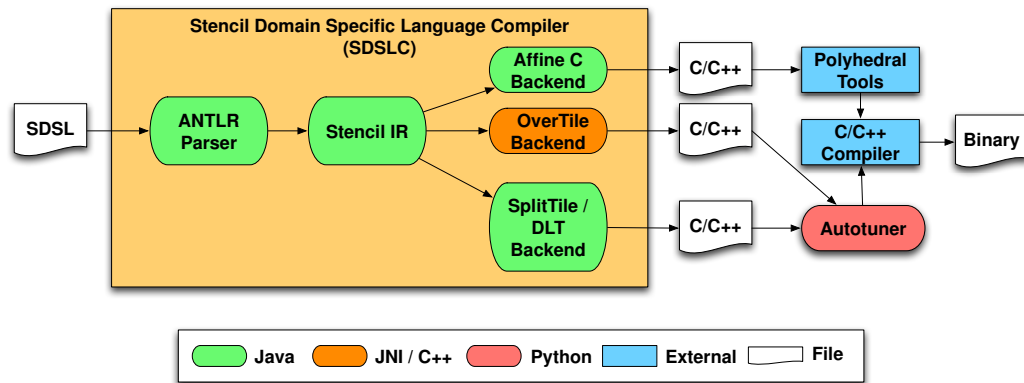 Stencil Domain Specific Language Compiler
(SDSLC)
SDSL
ANTLR
Parser
Stencil IR
Affine C
Backend
OverTile
Backend
SplitTile /
DLT
Backend
C/C++
C/C++
C/C++
Polyhedral
Tools
C/C++
Compiler
Autotuner
Binary
Java
JNI / C++
Python
External
File